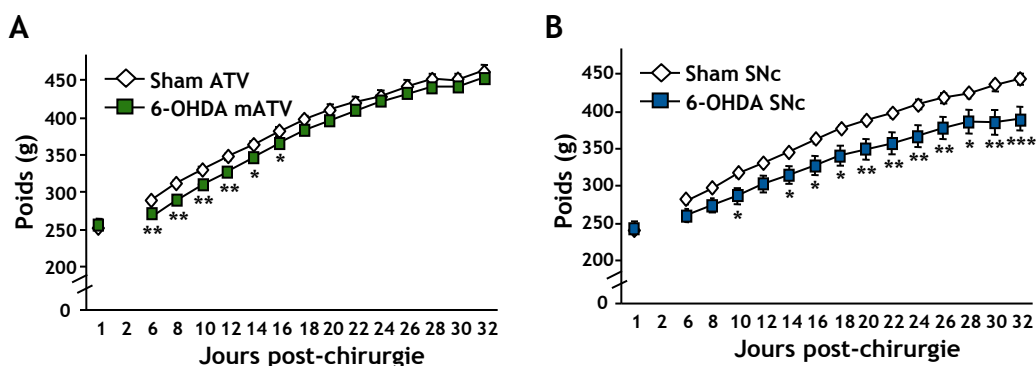 A
Poids (g)
450
400
350
300
250
200
0
Sham ATV
6-OHDA mATV
** ** ** ** * *
1 2 6 8 10 12 14 16 18 20 22 24 26 28 30 32
Jours post-chirurgie
B
Poids (g)
450
400
350
300
250
200
0
Sham SNc
6-OHDA SNc
* * * * ** ** ** ** * ** ***
1 2 6 8 10 12 14 16 18 20 22 24 26 28 30 32
Jours post-chirurgie